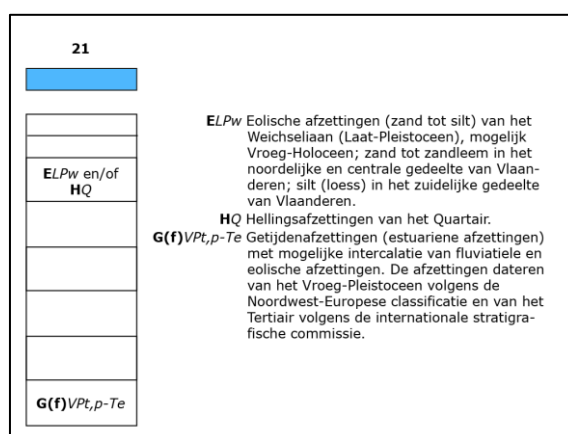 21
ELPw en/of
HQ
G(f)VPt,p-Te
ELPw Eolische afzettingen (zand tot silt) van het
Weichseliaan (Laat-Pleistoceen), mogelijk
Vroeg-Holoceen; zand tot zandleem in het
noordelijke en centrale gedeelte van Vlaan-
deren; silt (loess) in het zuidelijke gedeelte
van Vlaanderen.
HQ Hellingsafzettingen van het Quartair.
G(f)VPt,p-Te Getijdenafzettingen (estuariene afzettingen)
met mogelijke intercalatie van fluviatiele en
eolische afzettingen. De afzettingen dateren
van het Vroeg-Pleistoceen volgens de
Noordwest-Europese classificatie en van het
Tertiair volgens de internationale stratigra-
fische commissie.